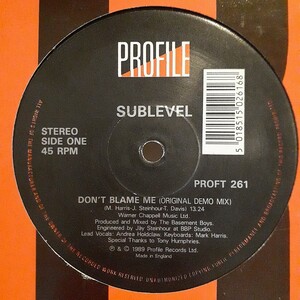 PROFILE
SUBLEVEL
STEREO
SIDE ONE
45 RPM
5018515026168
PROFT 261
DON'T BLAME ME (ORIGINAL DEMO MIX)
(M. Harris-J. Steinhour-T. Davis) 13.24
Warner Chappell Music Ltd.
Produced and Mixed by The Basement Boys.
Engineered by Jay Steinhour at BBP Studio.
Lead Vocals: Andrea Holdclaw. Keyboards: Mark Harris.
Special Thanks to Tony Humphries.
℗ & © 1989 Profile Records Ltd.
Made in England